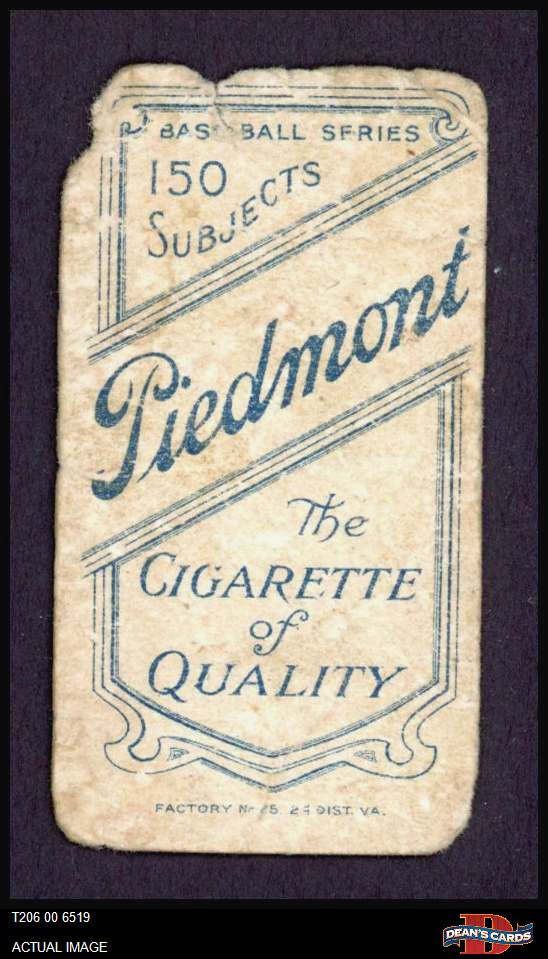 BASEBALL SERIES
150
SUBJECTS
Piedmont
The
CIGARETTE
of
QUALITY
FACTORY No 25. 2d DIST. VA.
T206 00 6519
ACTUAL IMAGE
D
DEAN'S CARDS